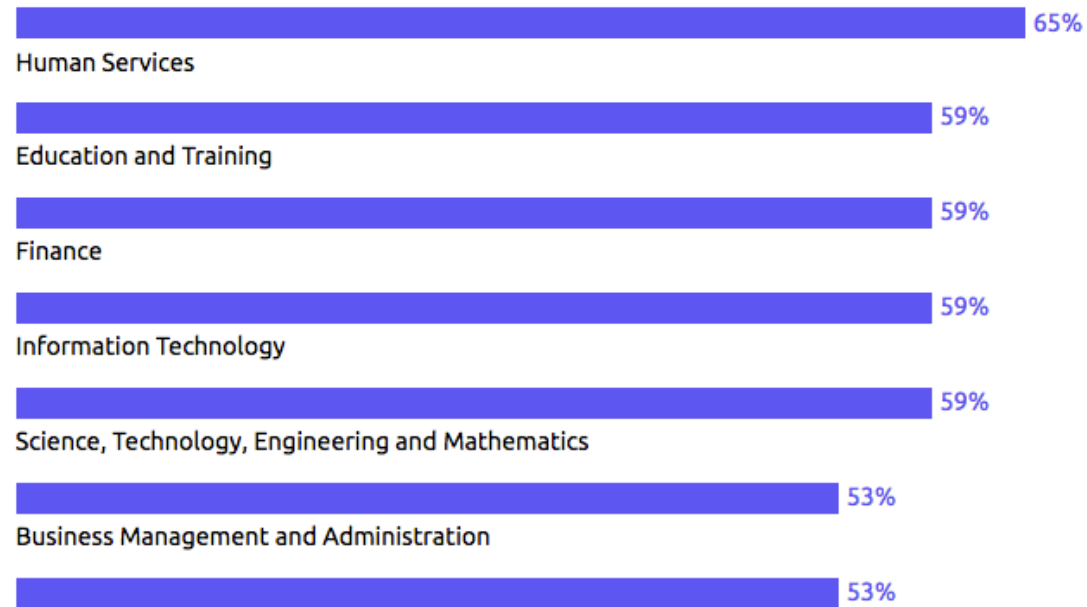 65%
Human Services
59%
Education and Training
59%
Finance
59%
Information Technology
59%
Science, Technology, Engineering and Mathematics
53%
Business Management and Administration
53%